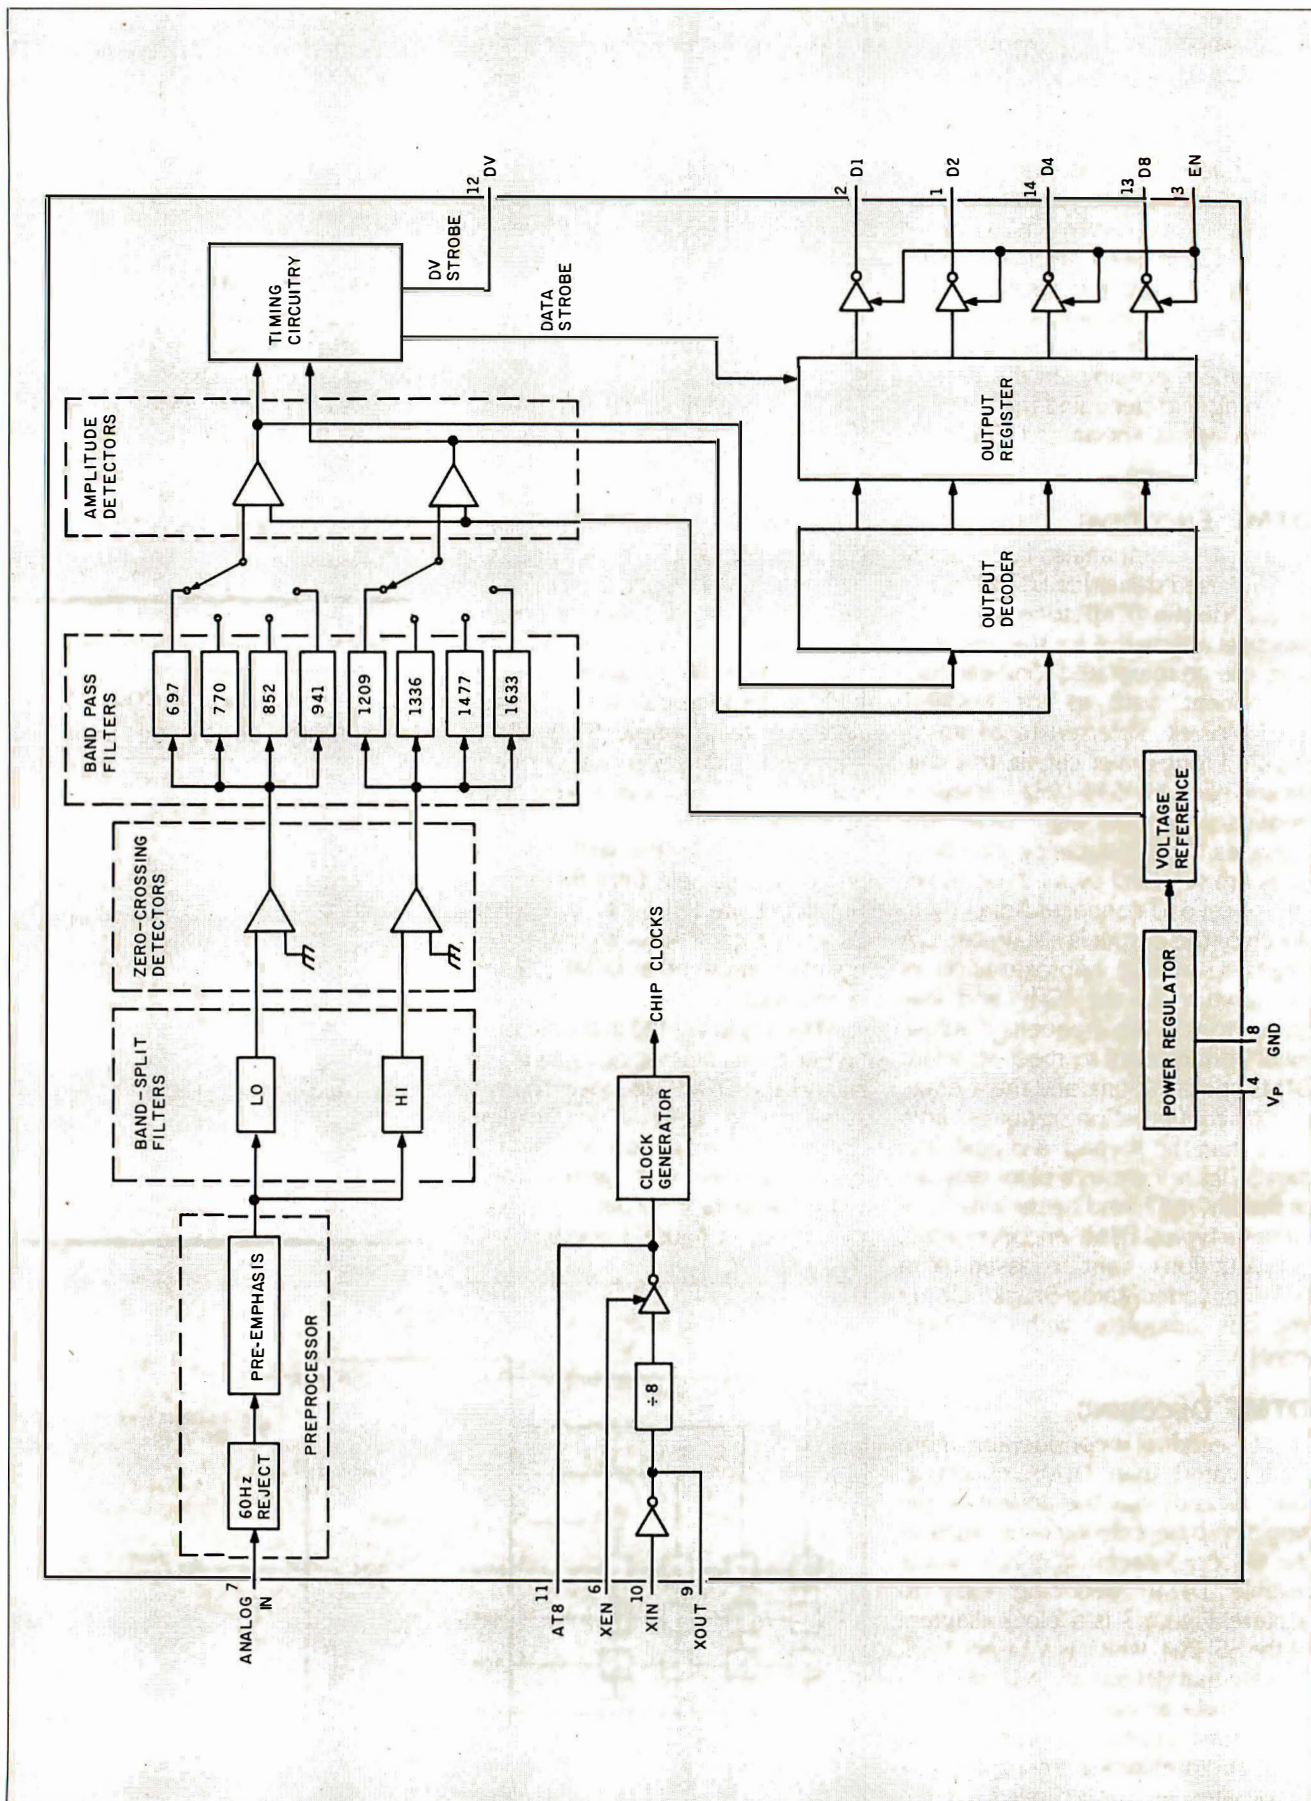 ANALOG
IN
7
60Hz
REJECT
PRE-EMPHASIS
PREPROCESSOR
BAND-SPLIT
FILTERS
LO
HI
ZERO-CROSSING
DETECTORS
BAND PASS
FILTERS
697
770
852
941
1209
1336
1477
1633
AMPLITUDE
DETECTORS
TIMING
CIRCUITRY
DV
STROBE
DATA
STROBE
12
DV
AT8
11
XEN
6
XIN
10
XOUT
9
÷8
CLOCK
GENERATOR
CHIP CLOCKS
OUTPUT
DECODER
OUTPUT
REGISTER
2
D1
1
D2
14
D4
13
D8
3
EN
POWER REGULATOR
VOLTAGE
REFERENCE
4
VP
8
GND